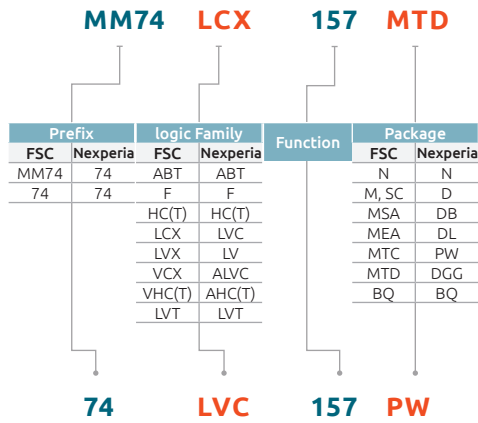 MM74 LCX 157 MTD
Prefix logic Family Function Package
FSC Nexperia FSC Nexperia FSC Nexperia
MM74 74 ABT ABT N N
74 74 F F M, SC D
HC(T) HC(T) MSA DB
LCX LVC MEA DL
LVX LV MTC PW
VCX ALVC MTD DGG
VHC(T) AHC(T) BQ BQ
LVT LVT
74 LVC 157 PW